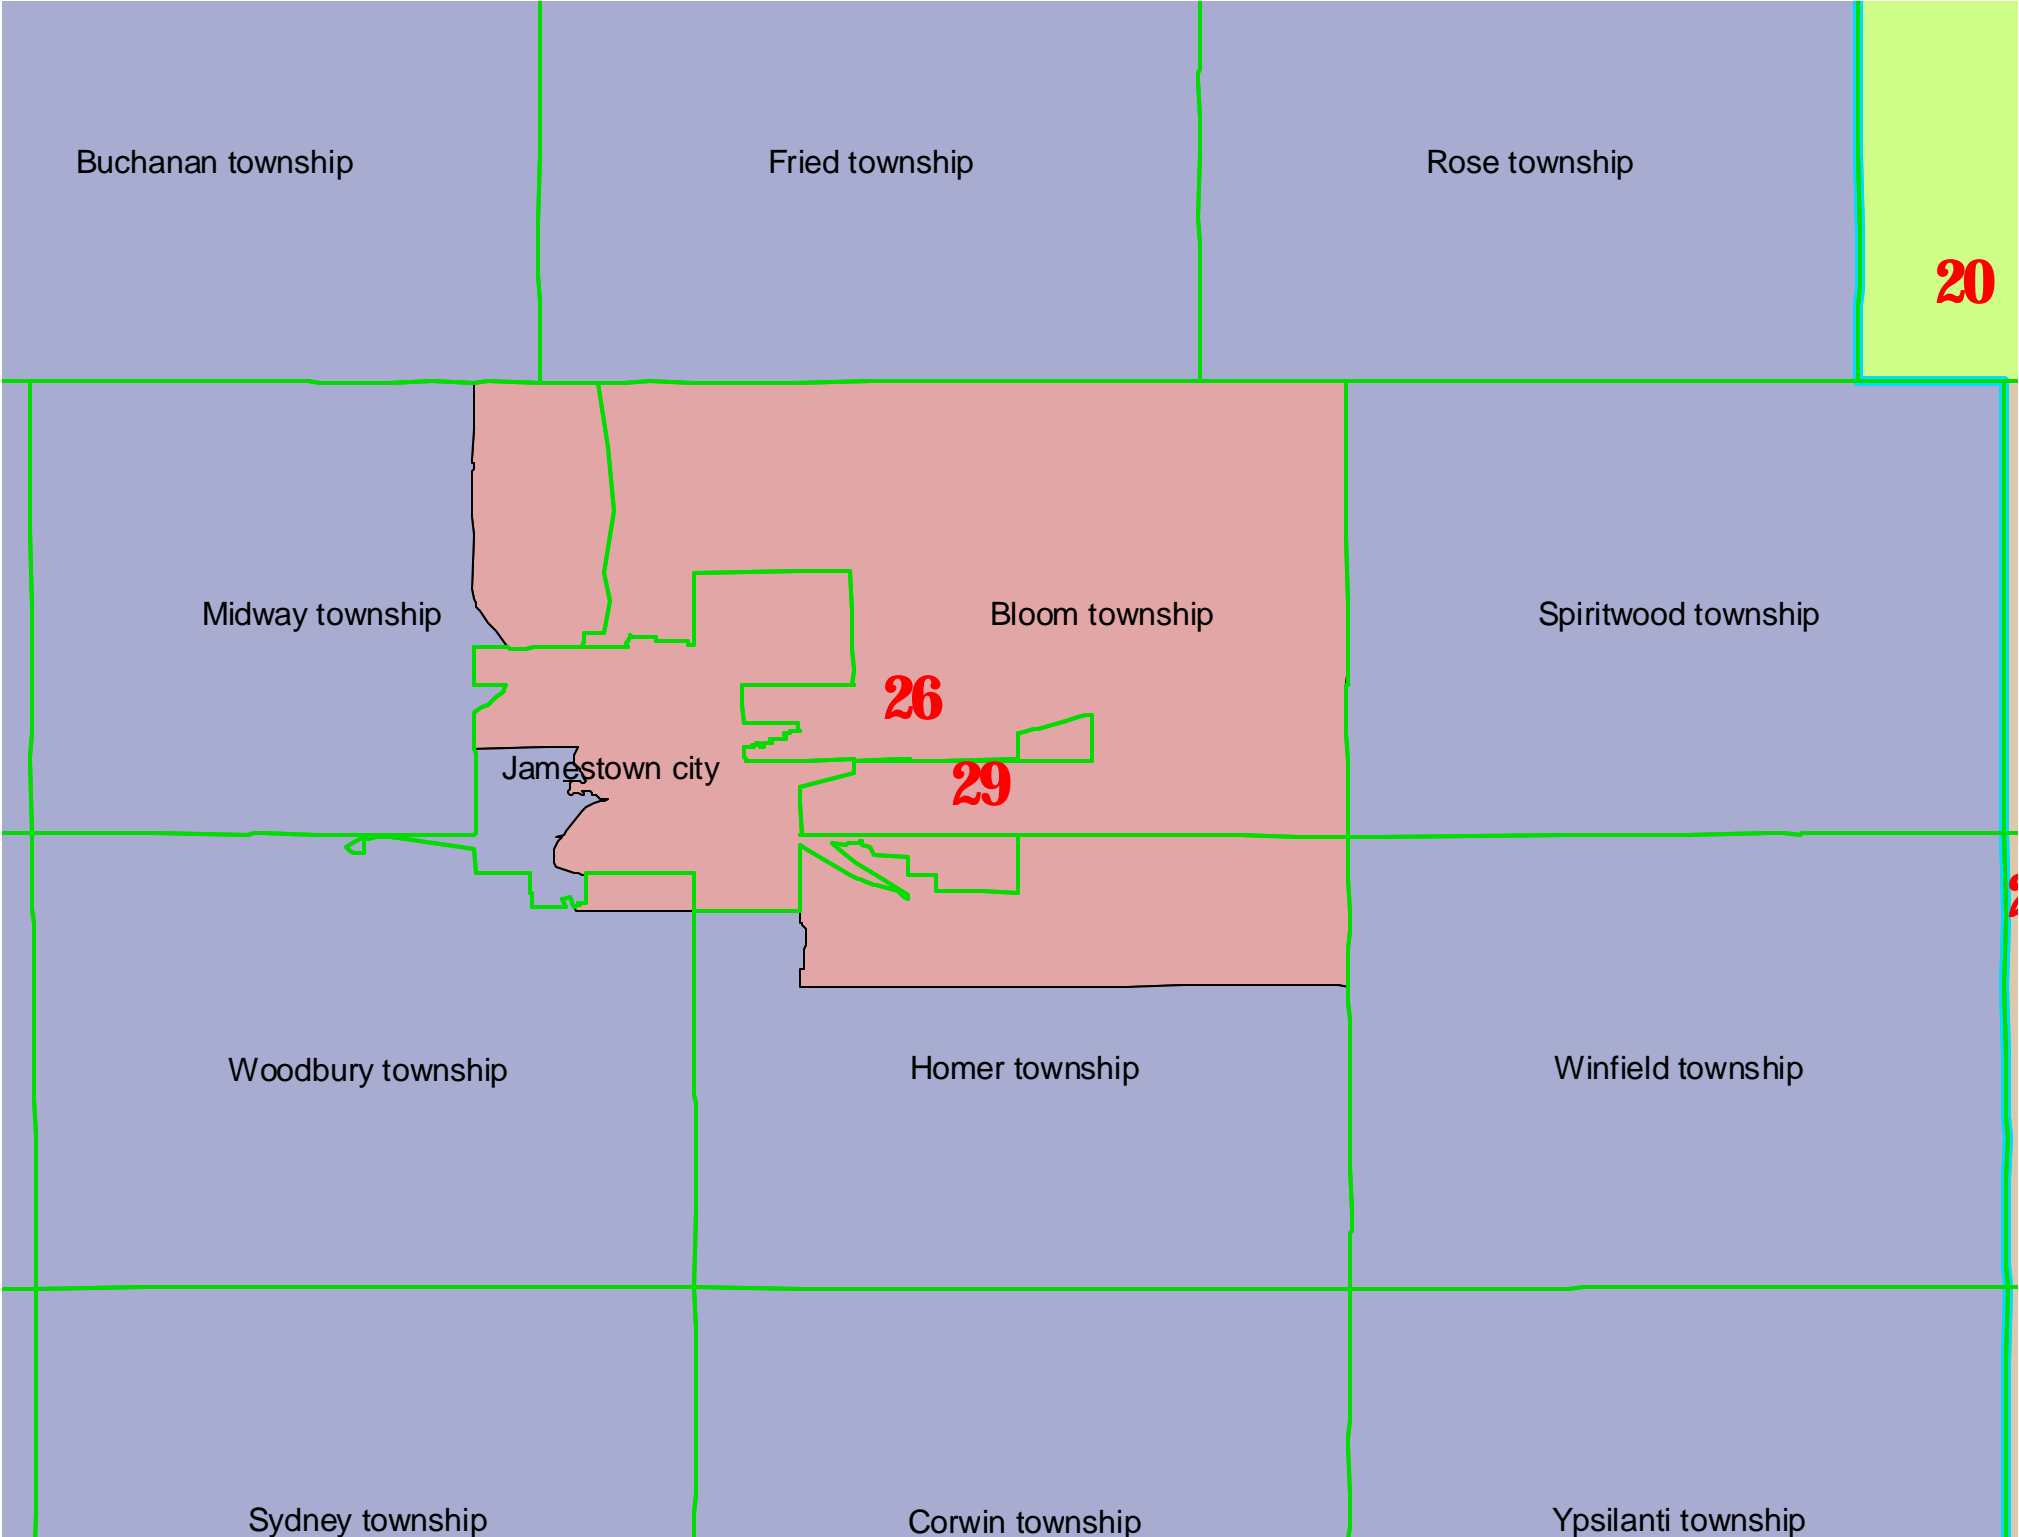 Buchanan township
Fried township
Rose township
20
Midway township
Bloom township
Spiritwood township
26
Jamestown city
29
Woodbury township
Homer township
Winfield township
Sydney township
Corwin township
Ypsilanti township